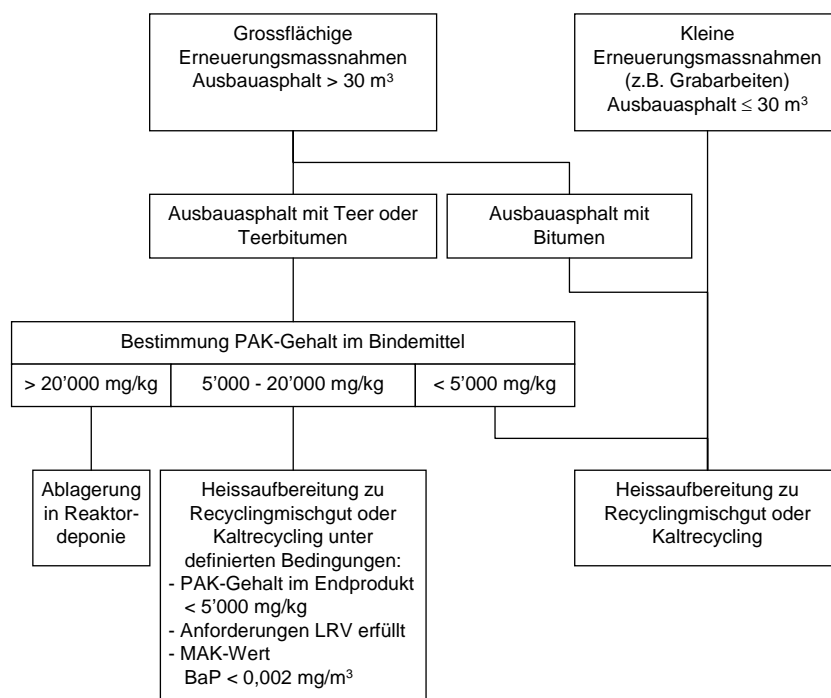 Grossflächige
Erneuerungsmassnahmen
Ausbauasphalt > 30 m³
Kleine
Erneuerungsmassnahmen
(z.B. Grabarbeiten)
Ausbauasphalt ≤ 30 m³
Ausbauasphalt mit Teer oder
Teerbitumen
Ausbauasphalt mit
Bitumen
Bestimmung PAK-Gehalt im Bindemittel
> 20’000 mg/kg
5’000 - 20’000 mg/kg
< 5’000 mg/kg
Ablagerung
in Reaktor-
deponie
Heissaufbereitung zu
Recyclingmischgut oder
Kaltrecycling unter
definierten Bedingungen:
- PAK-Gehalt im Endprodukt
< 5’000 mg/kg
- Anforderungen LRV erfüllt
- MAK-Wert
BaP < 0,002 mg/m³
Heissaufbereitung zu
Recyclingmischgut oder
Kaltrecycling